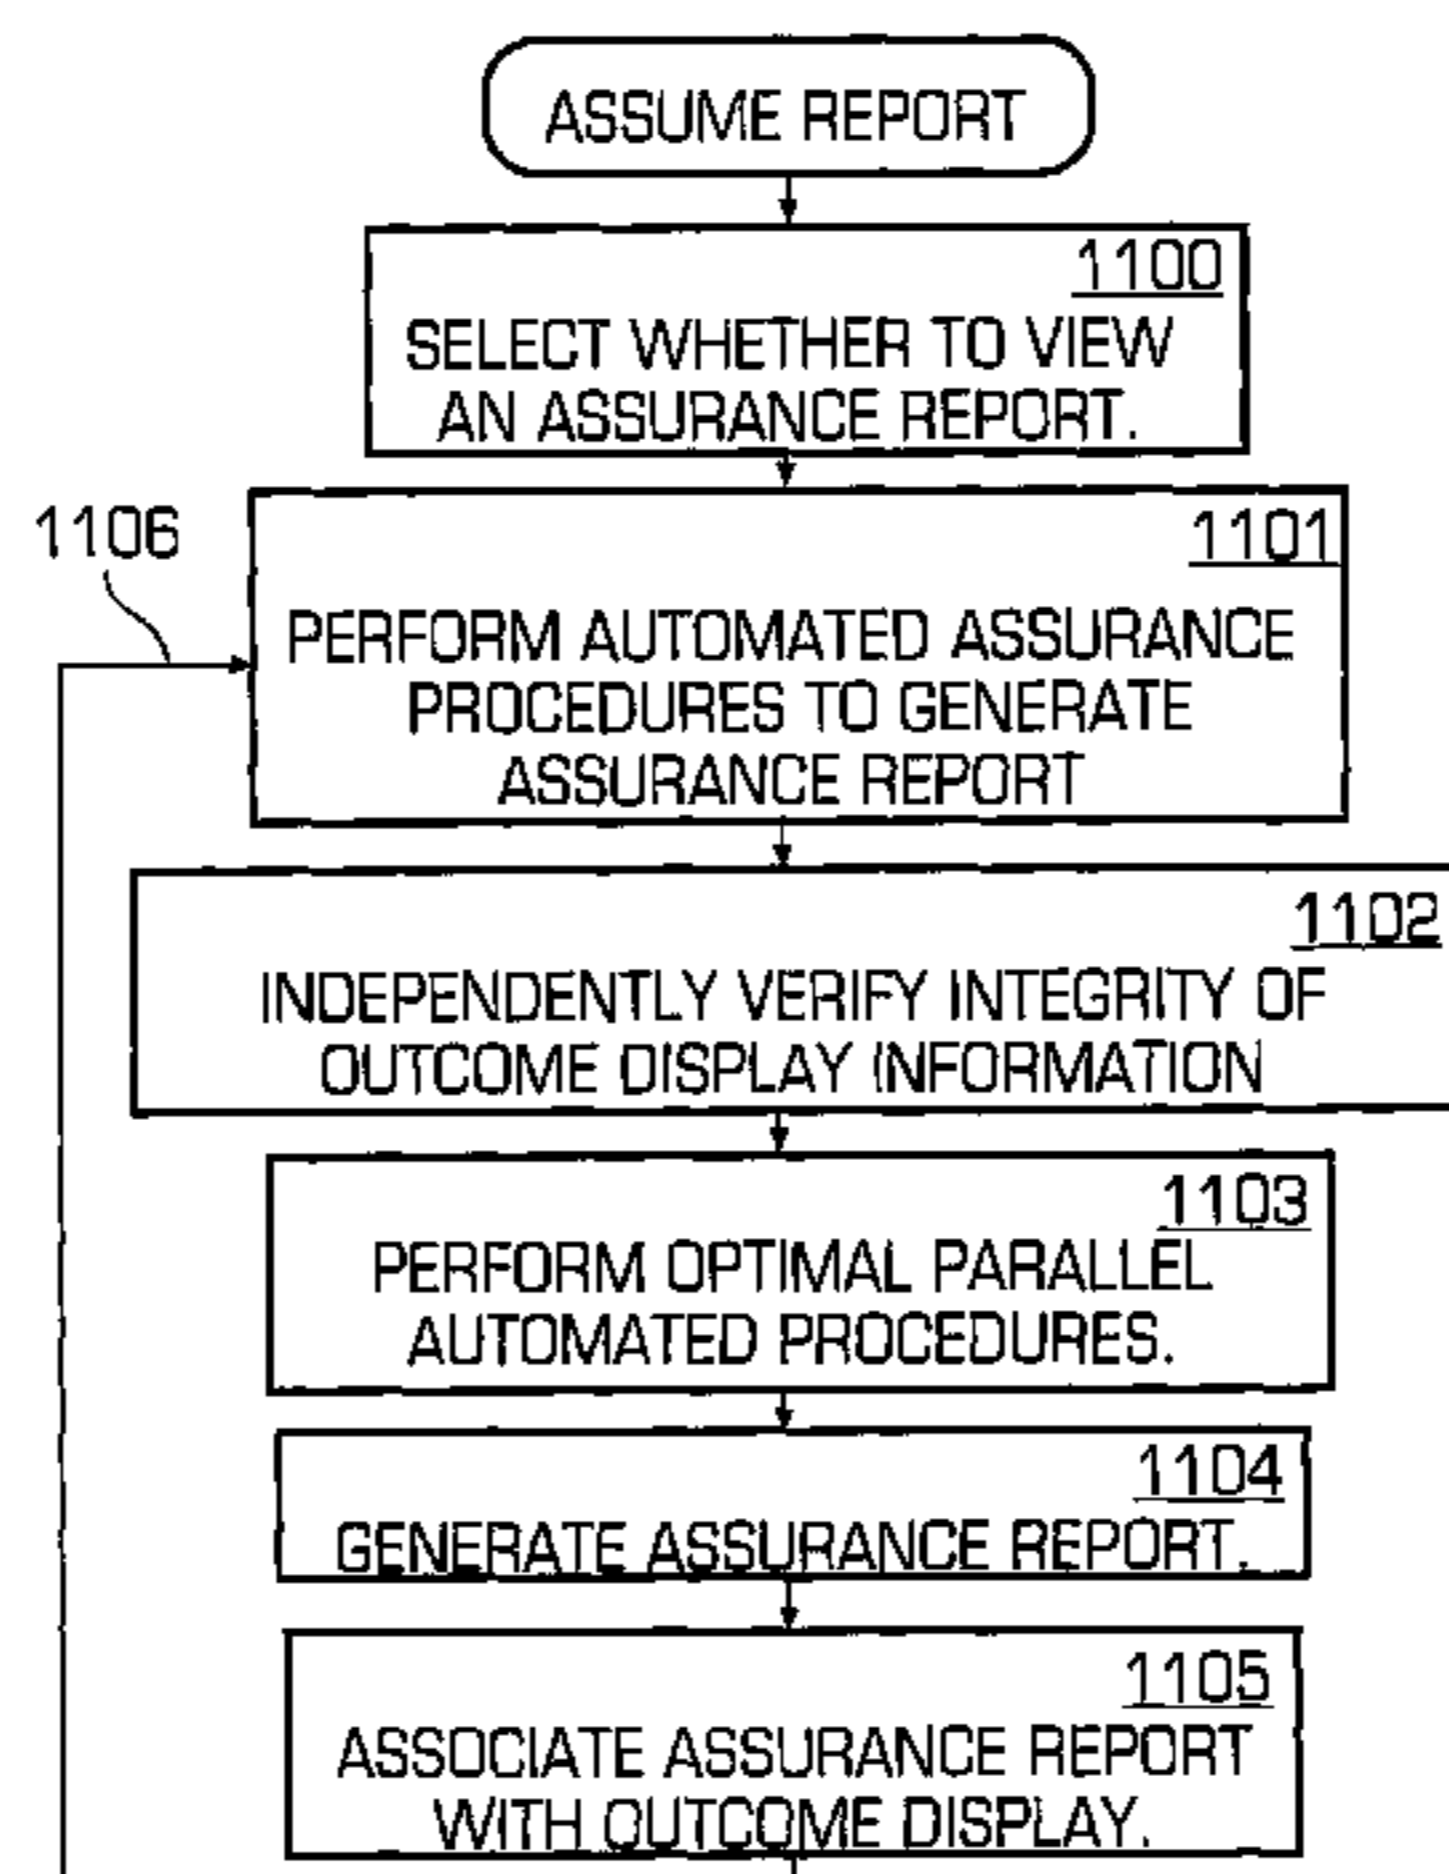 ASSUME REPORT
1100
SELECT WHETHER TO VIEW
AN ASSURANCE REPORT.
1106
1101
PERFORM AUTOMATED ASSURANCE
PROCEDURES TO GENERATE
ASSURANCE REPORT
1102
INDEPENDENTLY VERIFY INTEGRITY OF
OUTCOME DISPLAY INFORMATION
1103
PERFORM OPTIMAL PARALLEL
AUTOMATED PROCEDURES.
1104
GENERATE ASSURANCE REPORT.
1105
ASSOCIATE ASSURANCE REPORT
WITH OUTCOME DISPLAY.